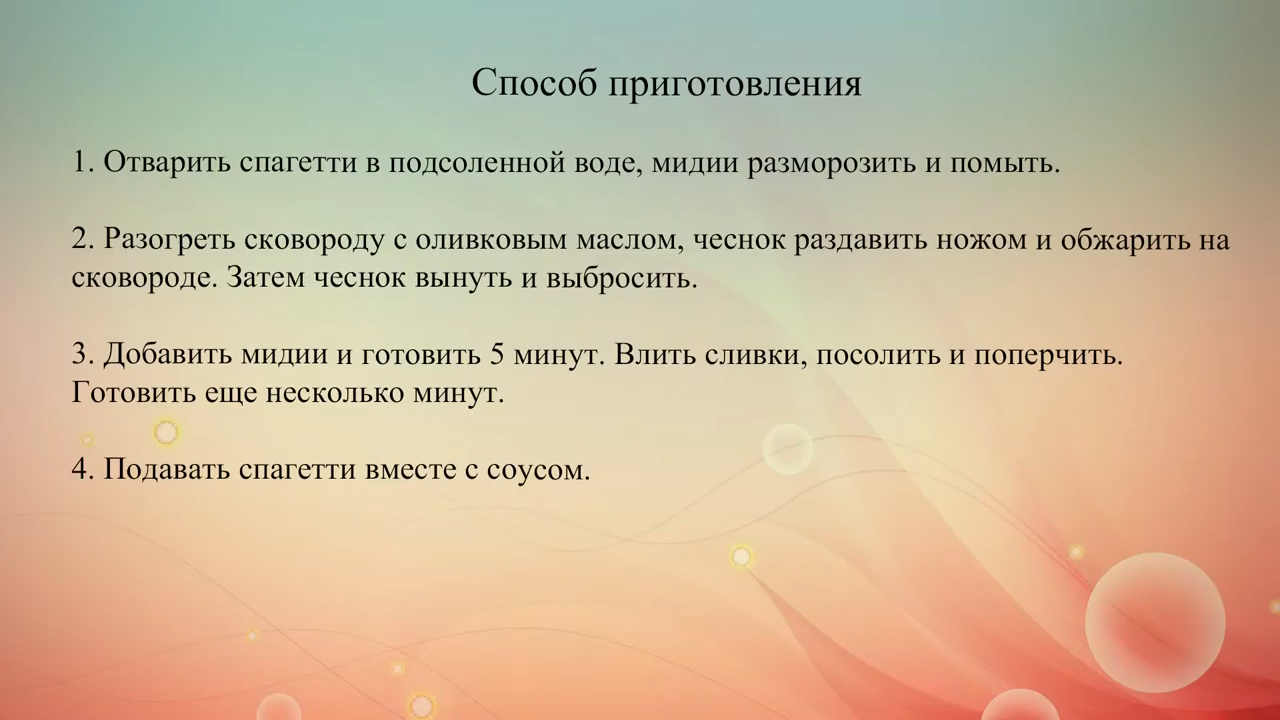 Способ приготовления
1. Отварить спагетти в подсоленной воде, мидии разморозить и помыть.
2. Разогреть сковороду с оливковым маслом, чеснок раздавить ножом и обжарить на
сковороде. Затем чеснок вынуть и выбросить.
3. Добавить мидии и готовить 5 минут. Влить сливки, посолить и поперчить.
Готовить еще несколько минут.
4. Подавать спагетти вместе с соусом.